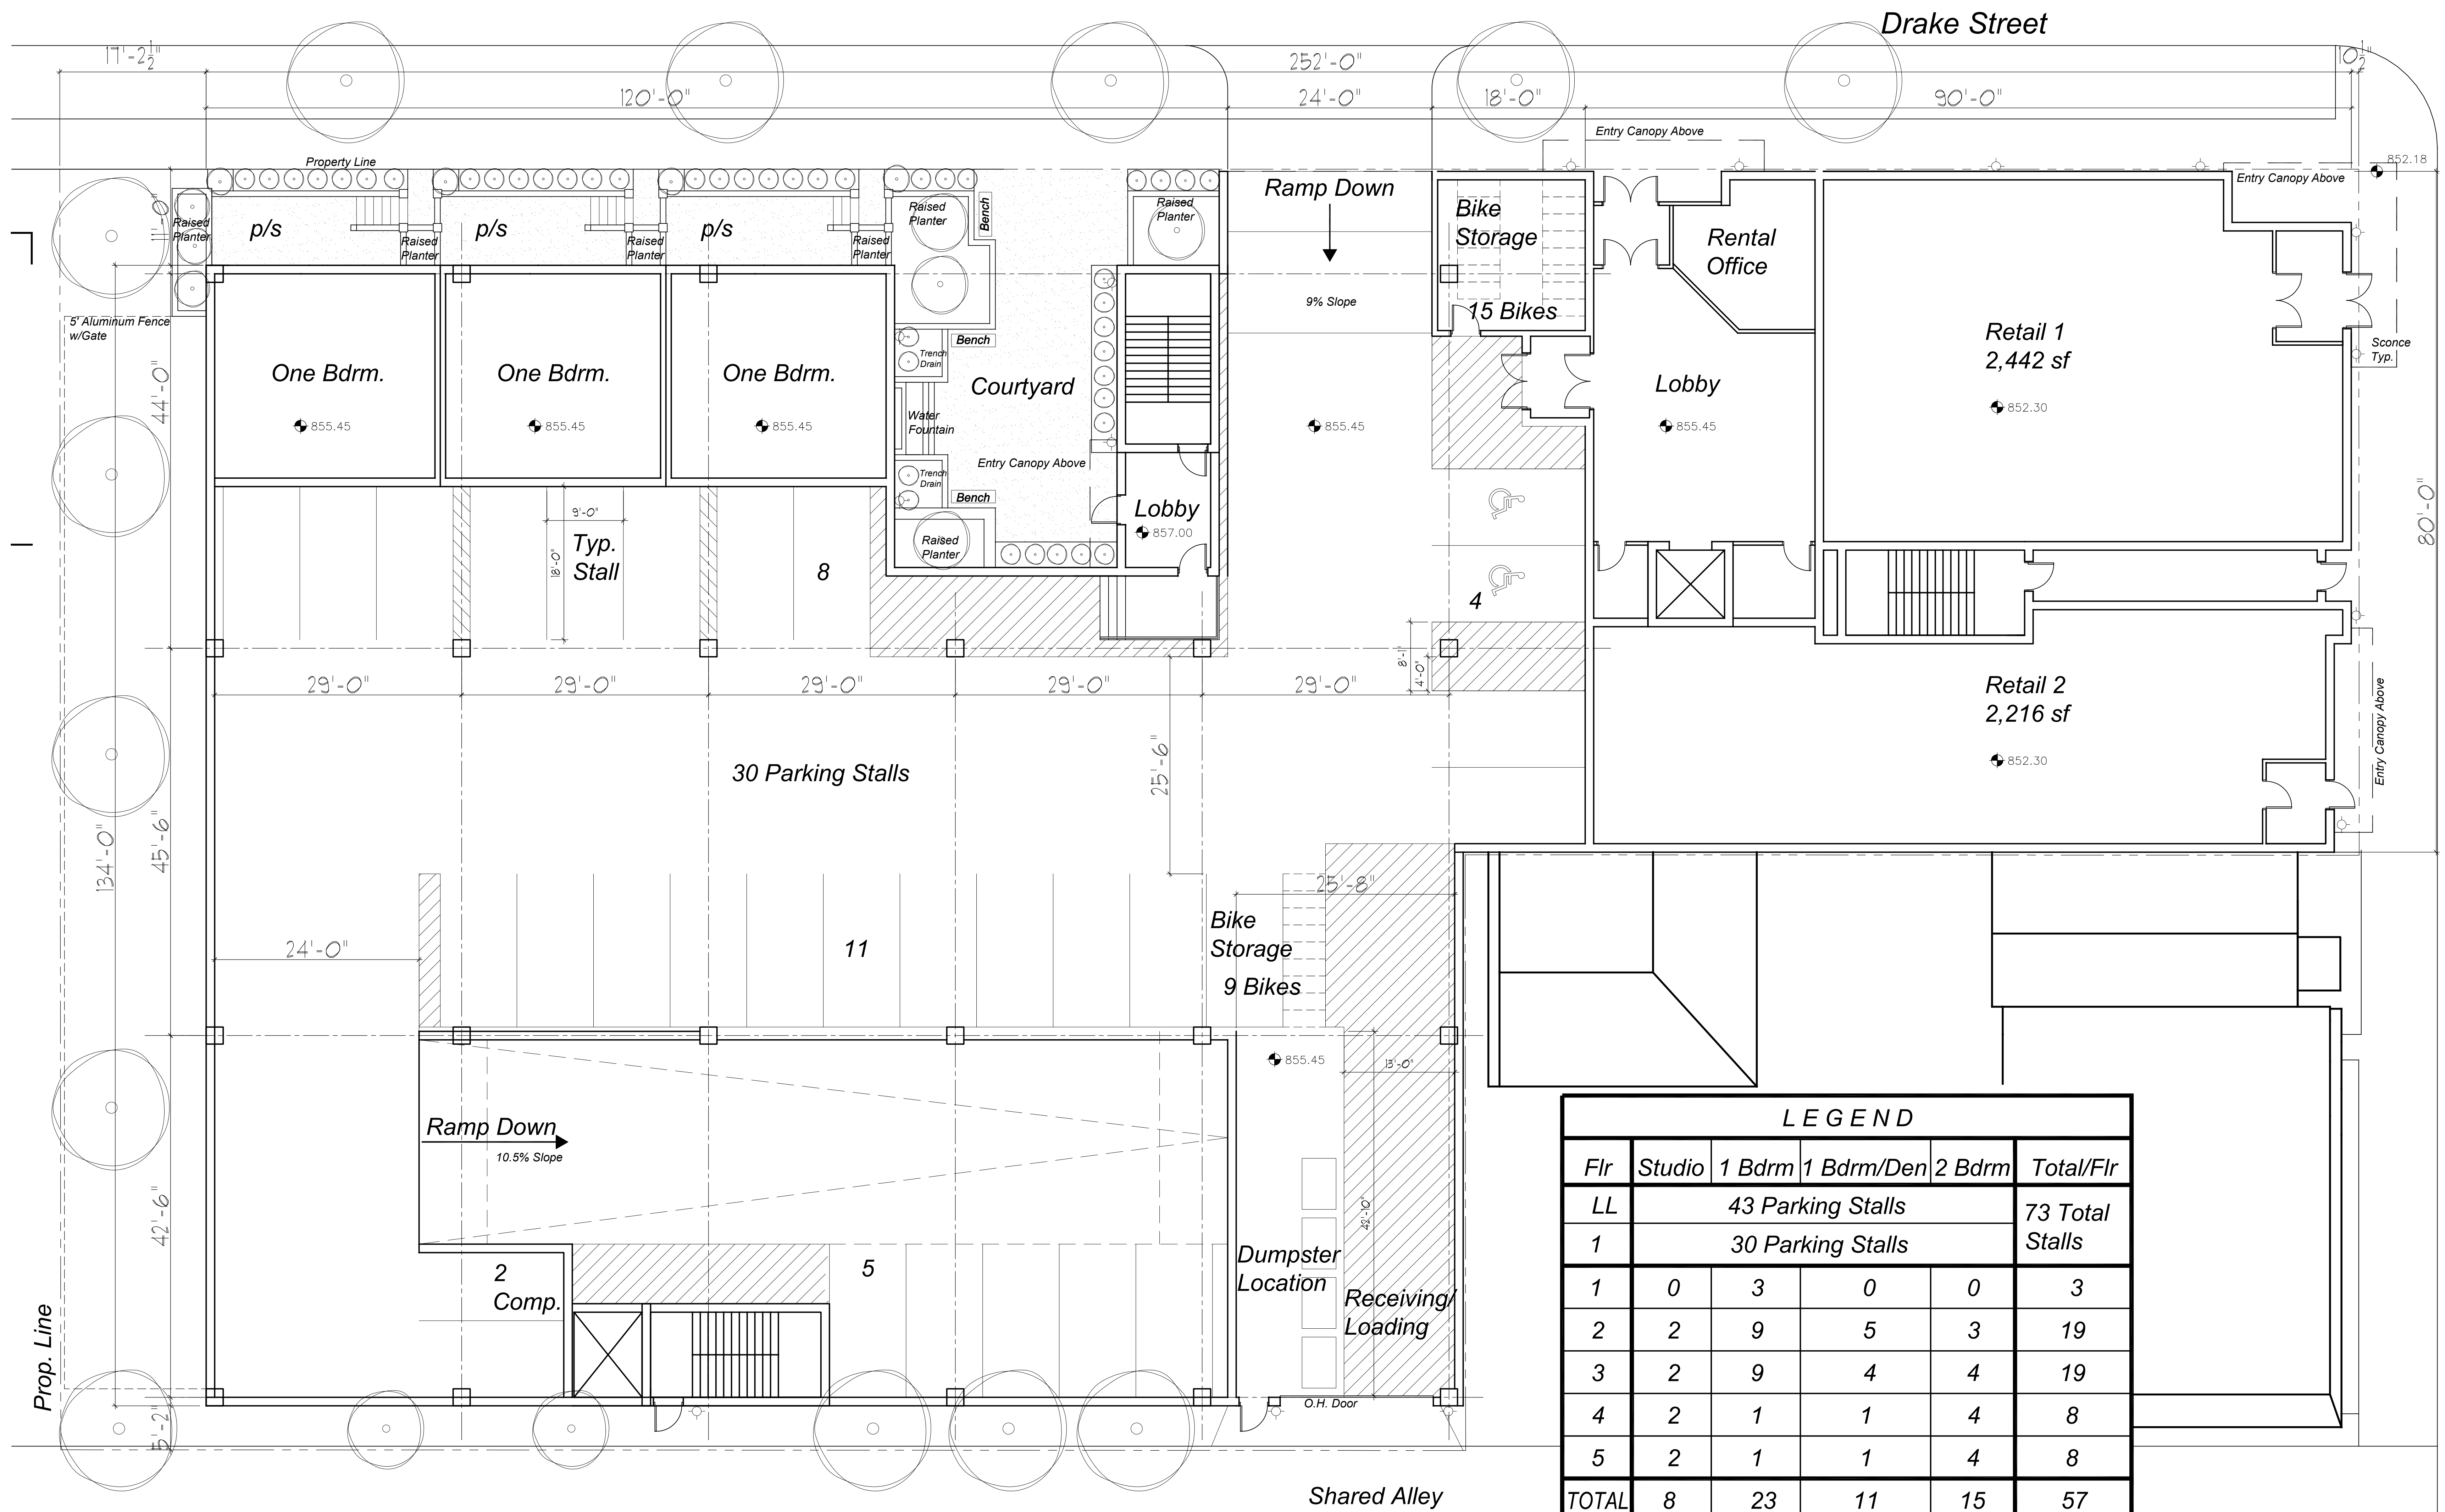 Drake Street
17'-2½"
252'-0"
10½"
120'-0"
24'-0"
18'-0"
90'-0"
Entry Canopy Above
Property Line
852.18
Entry Canopy Above
Raised
Planter
p/s
Raised
Planter
p/s
Raised
Planter
p/s
Raised
Planter
Raised
Planter
Bench
Raised
Planter
Ramp Down
9% Slope
Bike
Storage
15 Bikes
Rental
Office
5' Aluminum Fence
w/Gate
11'-0"
44'-0"
One Bdrm.
855.45
One Bdrm.
855.45
One Bdrm.
855.45
Bench
Trench
Drain
Courtyard
Water
Fountain
Entry Canopy Above
Trench
Drain
Bench
Raised
Planter
Lobby
857.00
855.45
Lobby
855.45
Retail 1
2,442 sf
852.30
Sconce
Typ.
80'-0"
9'-0"
18'-0"
Typ.
Stall
8
4
8'-1"
4'-0"
29'-0"
29'-0"
29'-0"
29'-0"
29'-0"
Retail 2
2,216 sf
852.30
Entry Canopy Above
30 Parking Stalls
25'-6"
134'-0"
45'-6"
25'-8"
24'-0"
11
Bike
Storage
9 Bikes
855.45
13'-0"
Ramp Down
10.5% Slope
42'-6"
42'-10"
2
Comp.
5
Dumpster
Location
Receiving/
Loading
O.H. Door
Prop. Line
5'-2"
Shared Alley
LEGEND
Flr Studio 1 Bdrm 1 Bdrm/Den 2 Bdrm Total/Flr
LL 43 Parking Stalls 73 Total
1 30 Parking Stalls Stalls
1 0 3 0 0 3
2 2 9 5 3 19
3 2 9 4 4 19
4 2 1 1 4 8
5 2 1 1 4 8
TOTAL 8 23 11 15 57